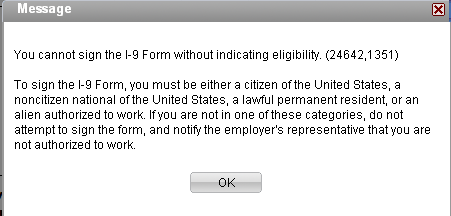 Message
You cannot sign the I-9 Form without indicating eligibility. (24642,1351)
To sign the I-9 Form, you must be either a citizen of the United States, a
noncitizen national of the United States, a lawful permanent resident, or an
alien authorized to work. If you are not in one of these categories, do not
attempt to sign the form, and notify the employer's representative that you are
not authorized to work.
OK